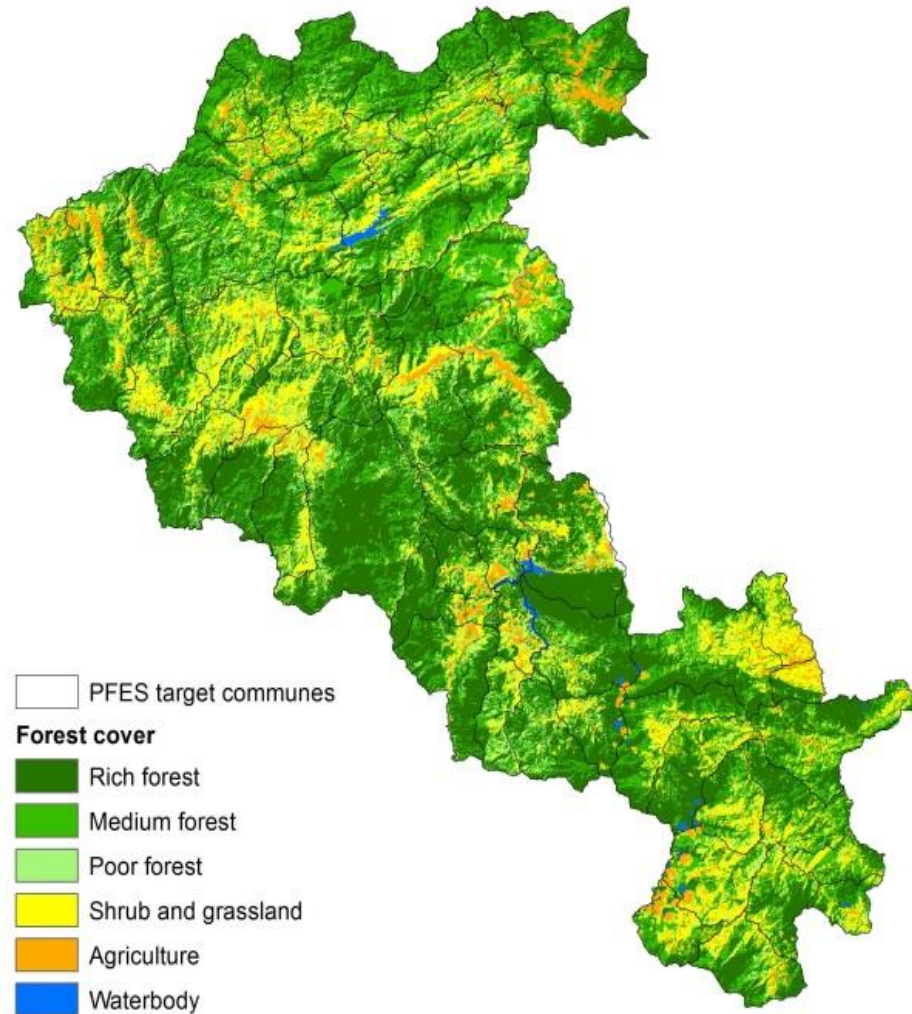 PFES target communes
Forest cover
Rich forest
Medium forest
Poor forest
Shrub and grassland
Agriculture
Waterbody